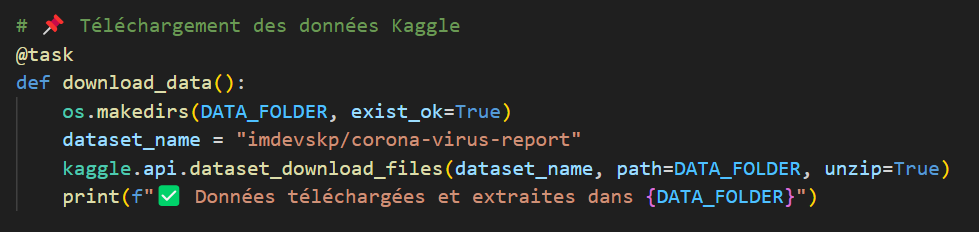 # 📌 Téléchargement des données Kaggle
@task
def download_data():
    os.makedirs(DATA_FOLDER, exist_ok=True)
    dataset_name = "imdevskp/corona-virus-report"
    kaggle.api.dataset_download_files(dataset_name, path=DATA_FOLDER, unzip=True)
    print(f"✅ Données téléchargées et extraites dans {DATA_FOLDER}")